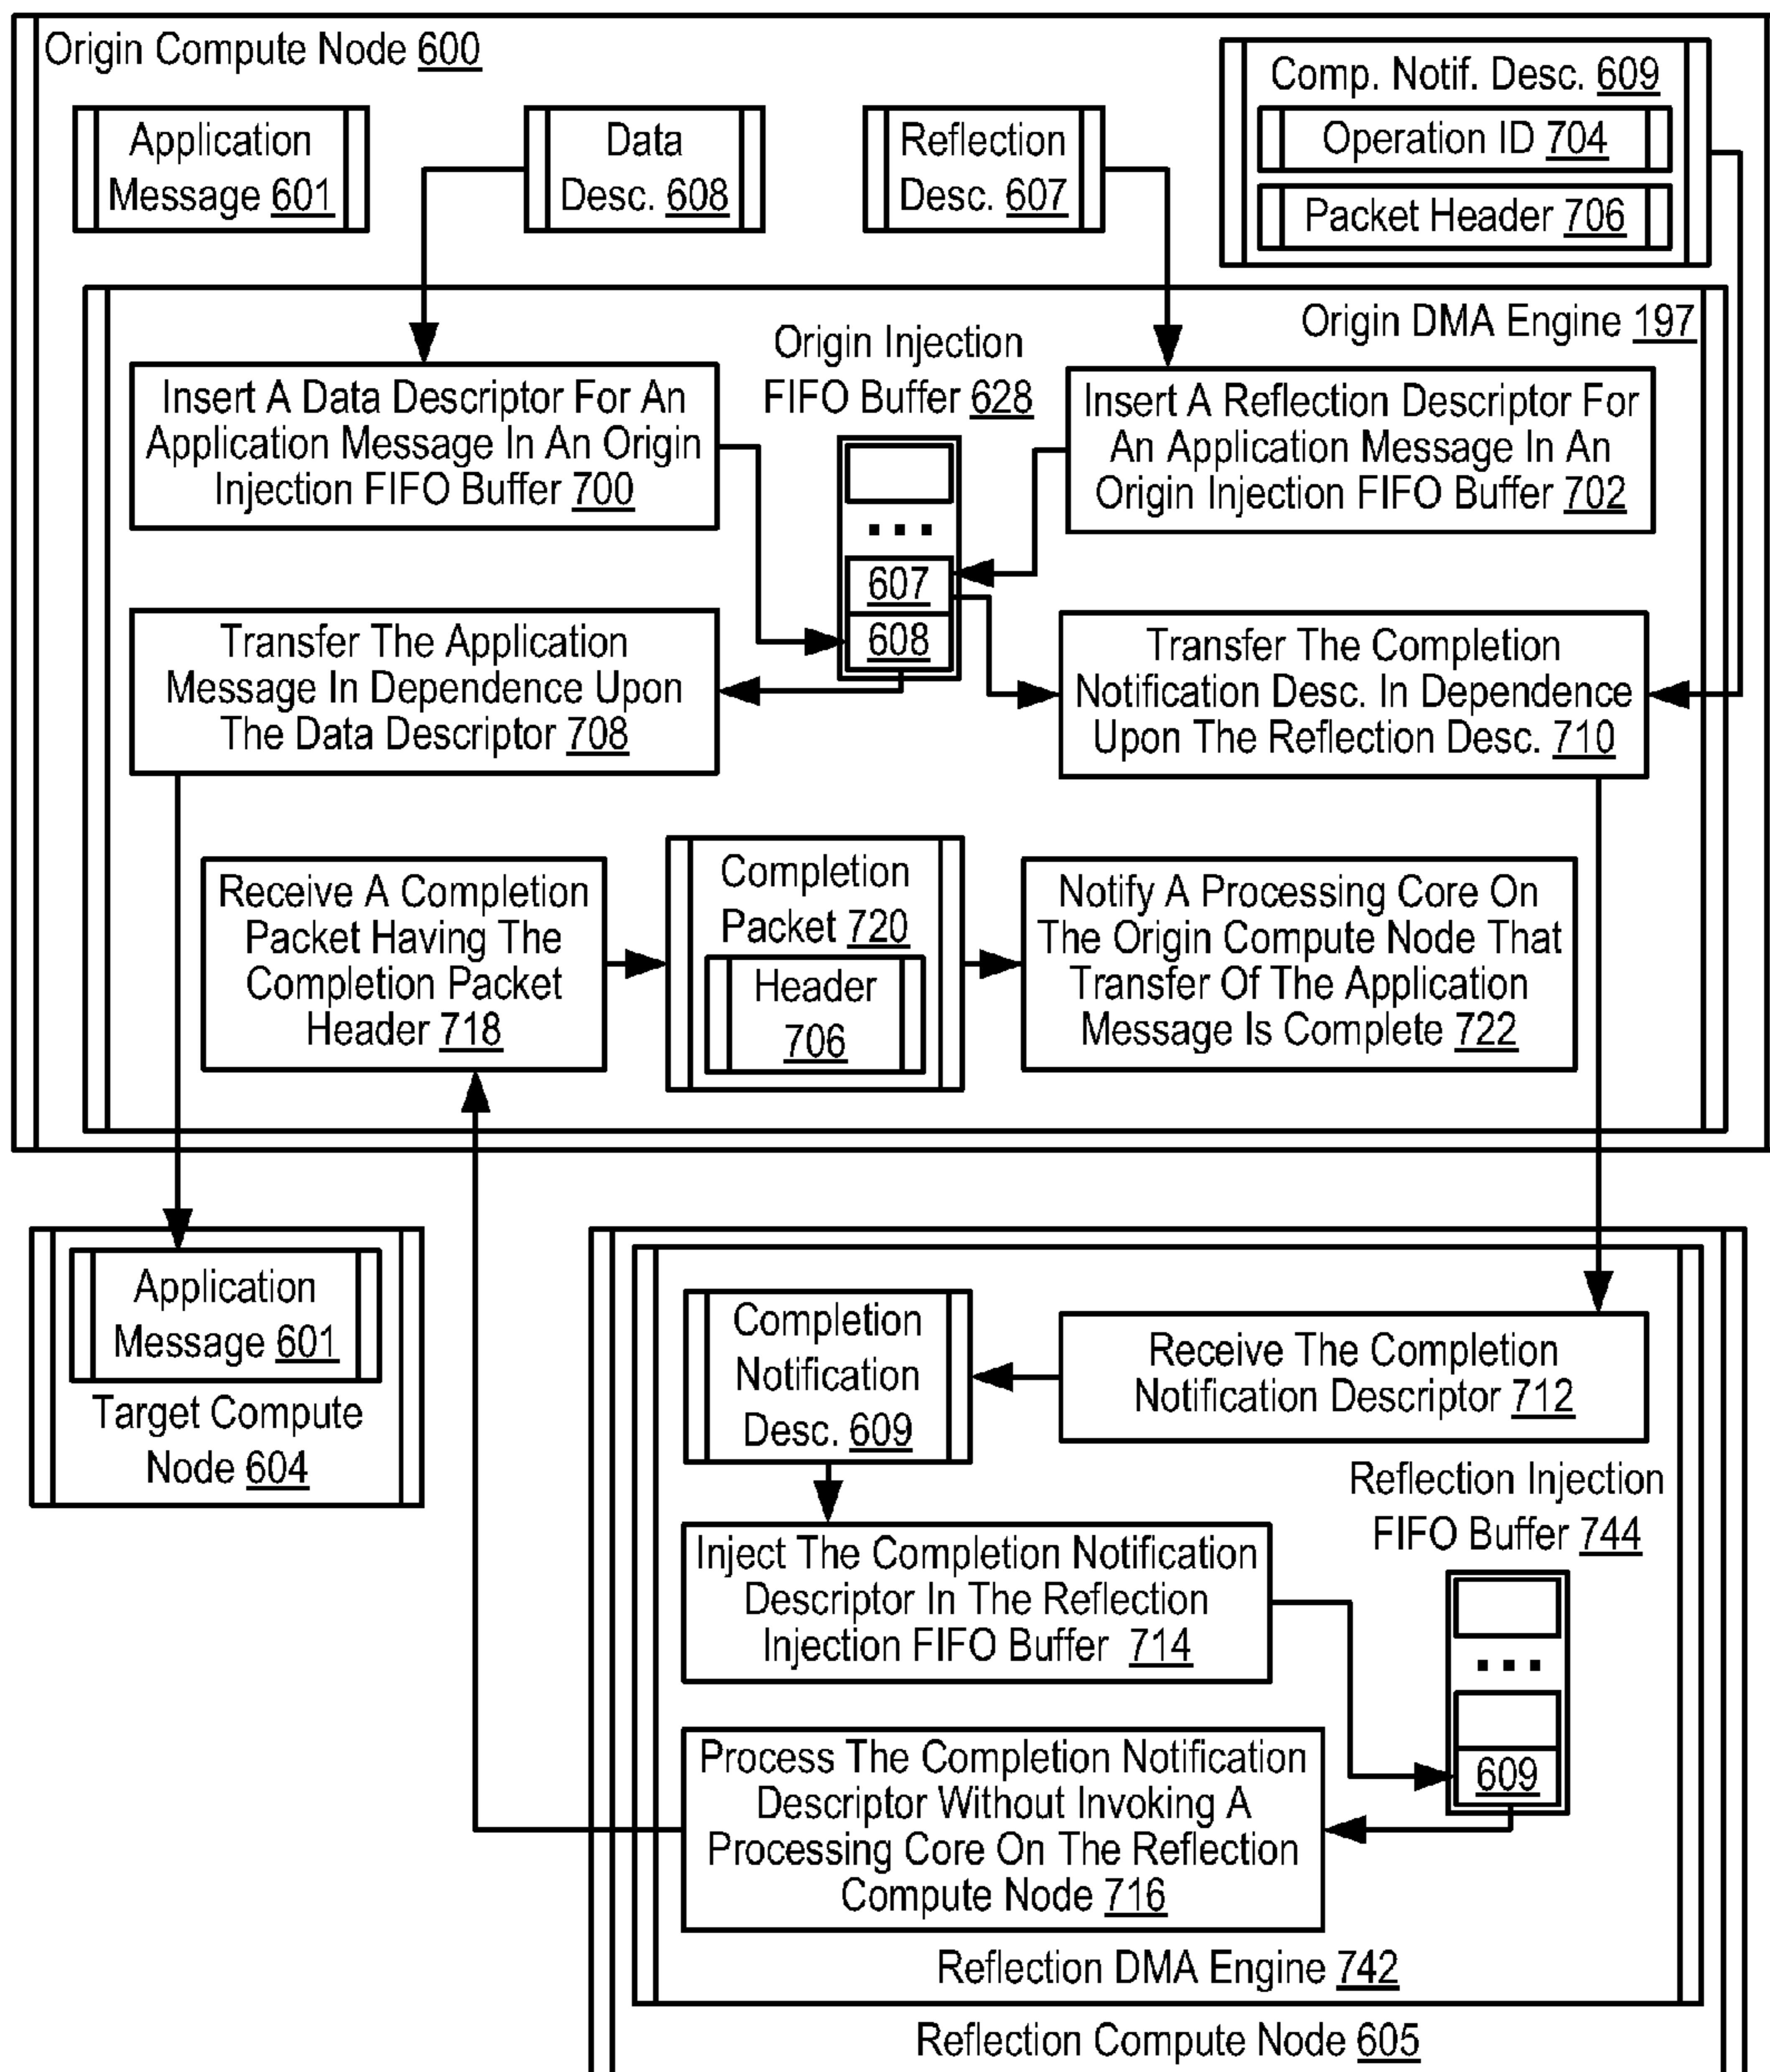 Origin Compute Node 600
Comp. Notif. Desc. 609
Operation ID 704
Packet Header 706
Application
Message 601
Data
Desc. 608
Reflection
Desc. 607
Origin DMA Engine 197
Origin Injection
FIFO Buffer 628
Insert A Data Descriptor For An
Application Message In An Origin
Injection FIFO Buffer 700
Insert A Reflection Descriptor For
An Application Message In An
Origin Injection FIFO Buffer 702
...
607
608
Transfer The Application
Message In Dependence Upon
The Data Descriptor 708
Transfer The Completion
Notification Desc. In Dependence
Upon The Reflection Desc. 710
Receive A Completion
Packet Having The
Completion Packet
Header 718
Completion
Packet 720
Header
706
Notify A Processing Core On
The Origin Compute Node That
Transfer Of The Application
Message Is Complete 722
Application
Message 601
Target Compute
Node 604
Completion
Notification
Desc. 609
Receive The Completion
Notification Descriptor 712
Reflection Injection
FIFO Buffer 744
Inject The Completion Notification
Descriptor In The Reflection
Injection FIFO Buffer 714
...
609
Process The Completion Notification
Descriptor Without Invoking A
Processing Core On The Reflection
Compute Node 716
Reflection DMA Engine 742
Reflection Compute Node 605